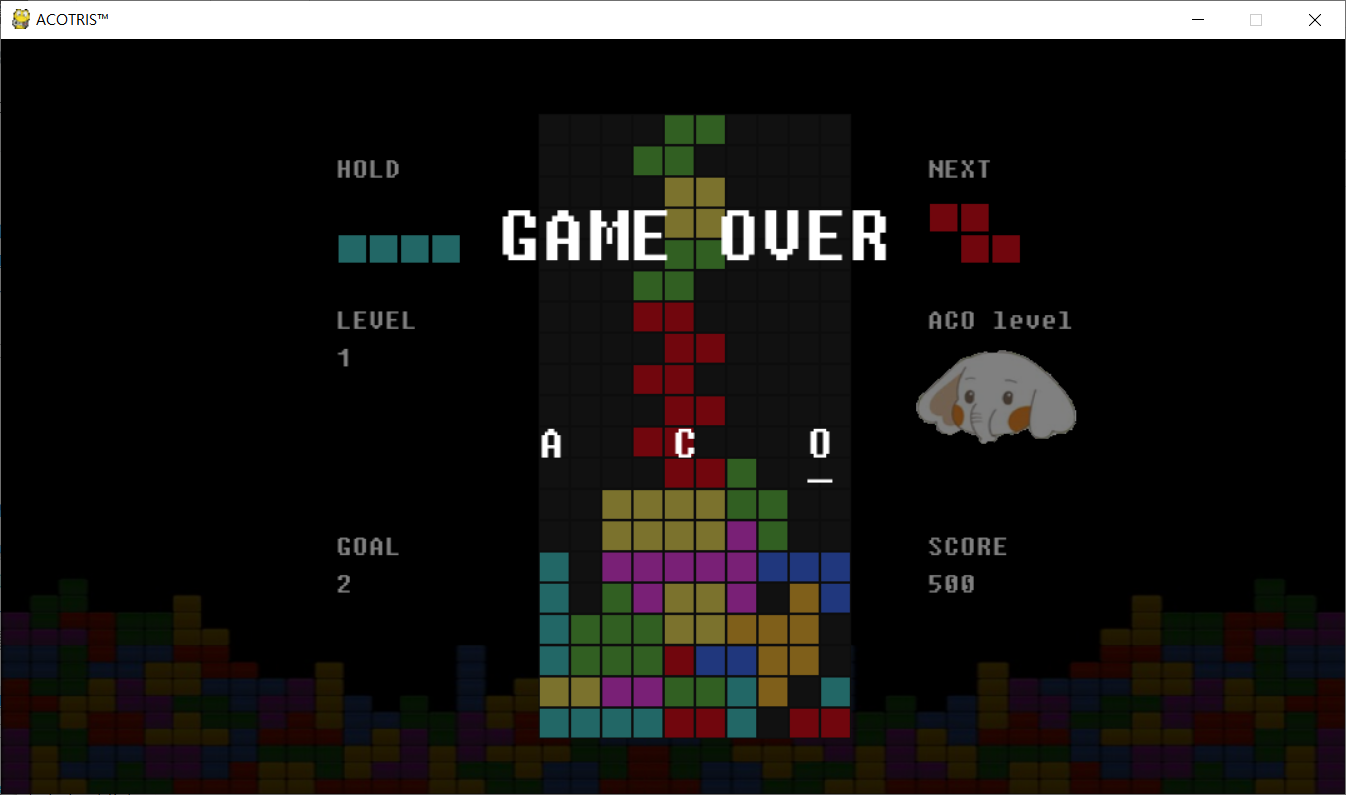 ACOTRIS™
HOLD
NEXT
GAME OVER
LEVEL
1
ACO level
A C O
GOAL
2
SCORE
500